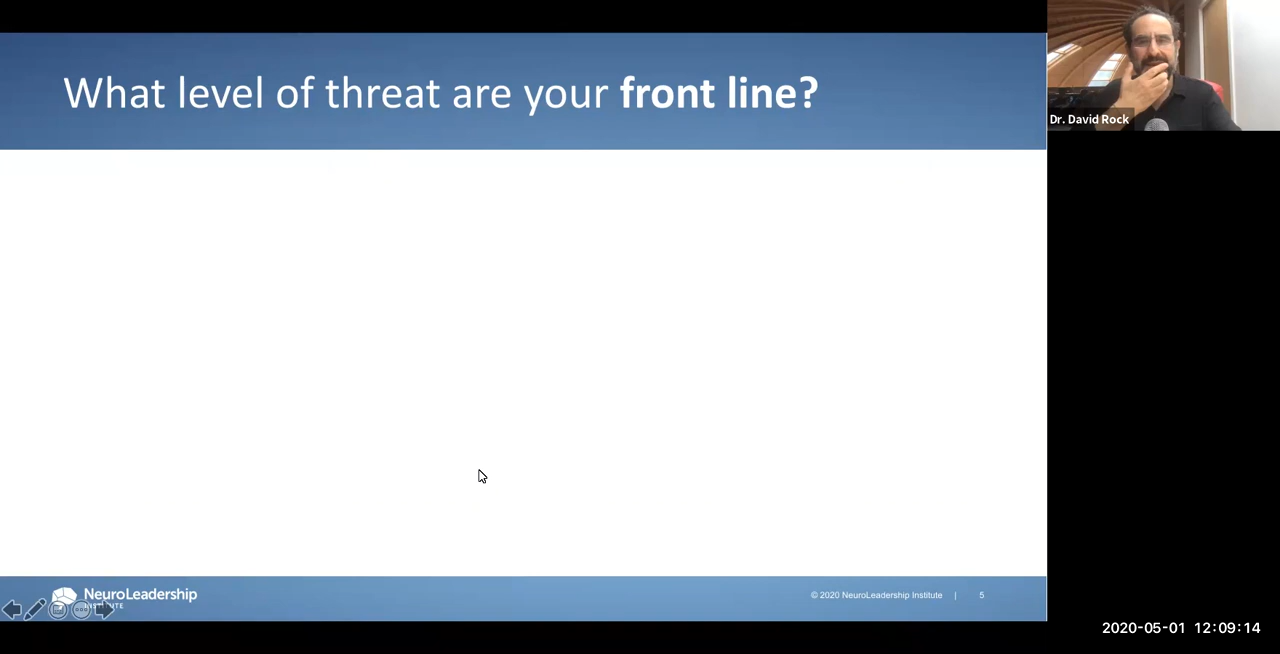 What level of threat are your front line?
Dr. David Rock
NeuroLeadership
INSTITUTE
© 2020 NeuroLeadership Institute | 5
2020-05-01 12:09:14